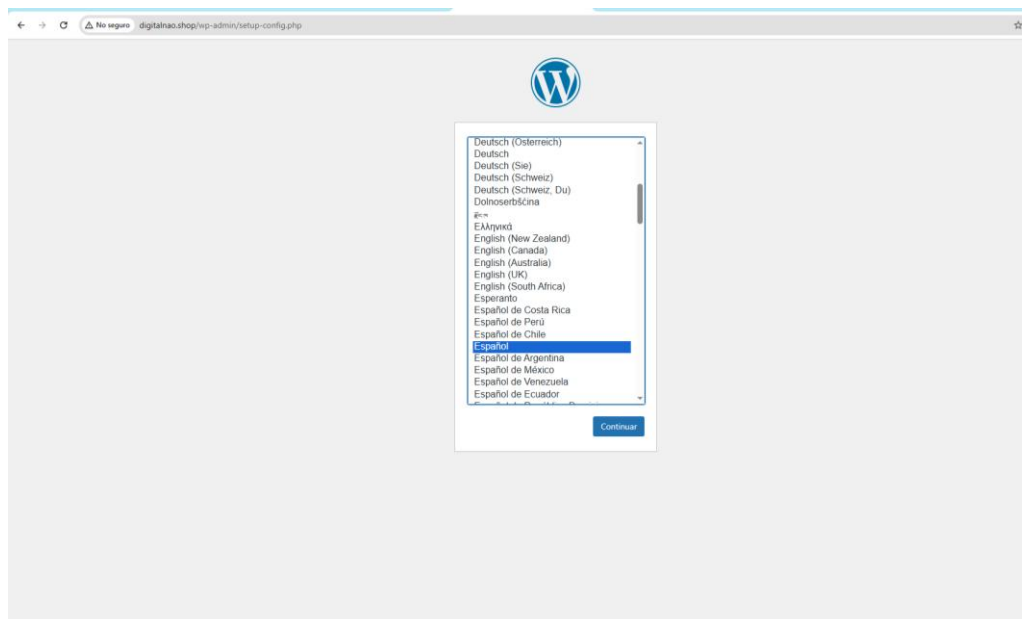 No seguro digitalnao.shop/wp-admin/setup-config.php
Deutsch (Österreich)
Deutsch
Deutsch (Sie)
Deutsch (Schweiz)
Deutsch (Schweiz, Du)
Dolnoserbšćina
Ελληνικά
English (New Zealand)
English (Canada)
English (Australia)
English (UK)
English (South Africa)
Esperanto
Español de Costa Rica
Español de Perú
Español de Chile
Español
Español de Argentina
Español de México
Español de Venezuela
Español de Ecuador
Continuar